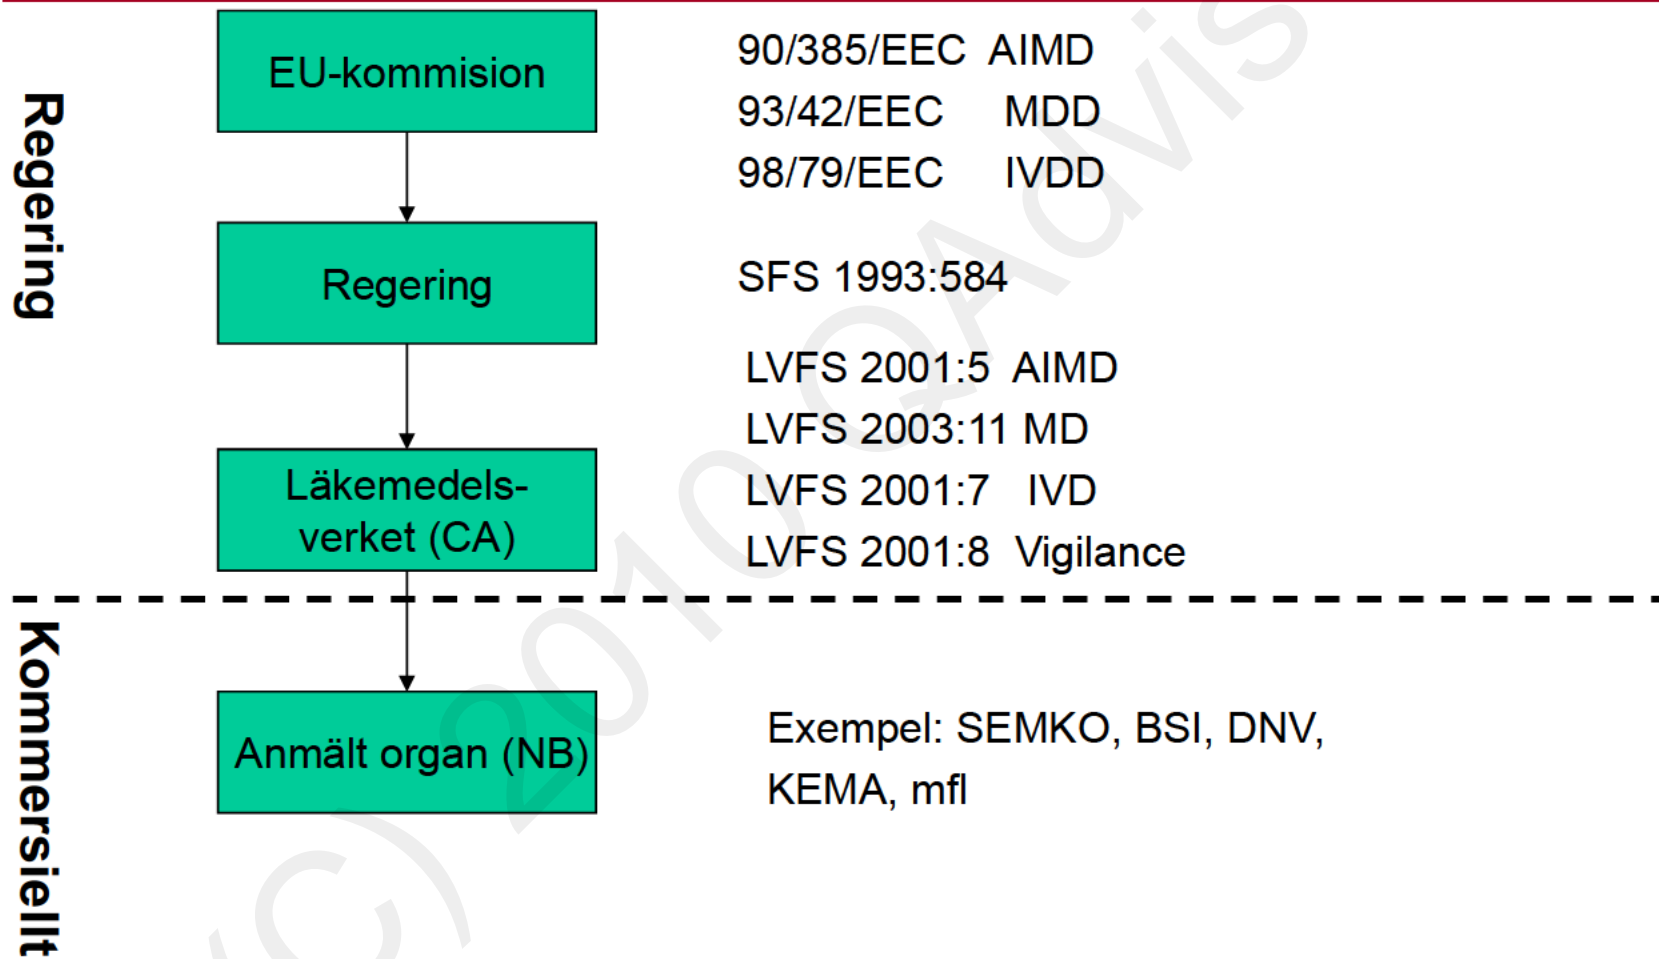 Regering
EU-kommision
90/385/EEC AIMD
93/42/EEC MDD
98/79/EEC IVDD
Regering
SFS 1993:584
LVFS 2001:5 AIMD
LVFS 2003:11 MD
LVFS 2001:7 IVD
LVFS 2001:8 Vigilance
Läkemedels-
verket (CA)
Kommersiellt
Anmält organ (NB)
Exempel: SEMKO, BSI, DNV,
KEMA, mfl
(C) 2010 QAdvis